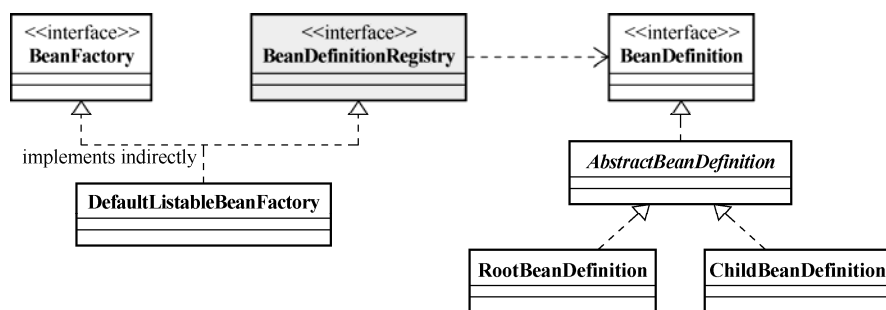 <<interface>>
BeanFactory
<<interface>>
BeanDefinitionRegistry
<<interface>>
BeanDefinition
implements indirectly
AbstractBeanDefinition
DefaultListableBeanFactory
RootBeanDefinition
ChildBeanDefinition